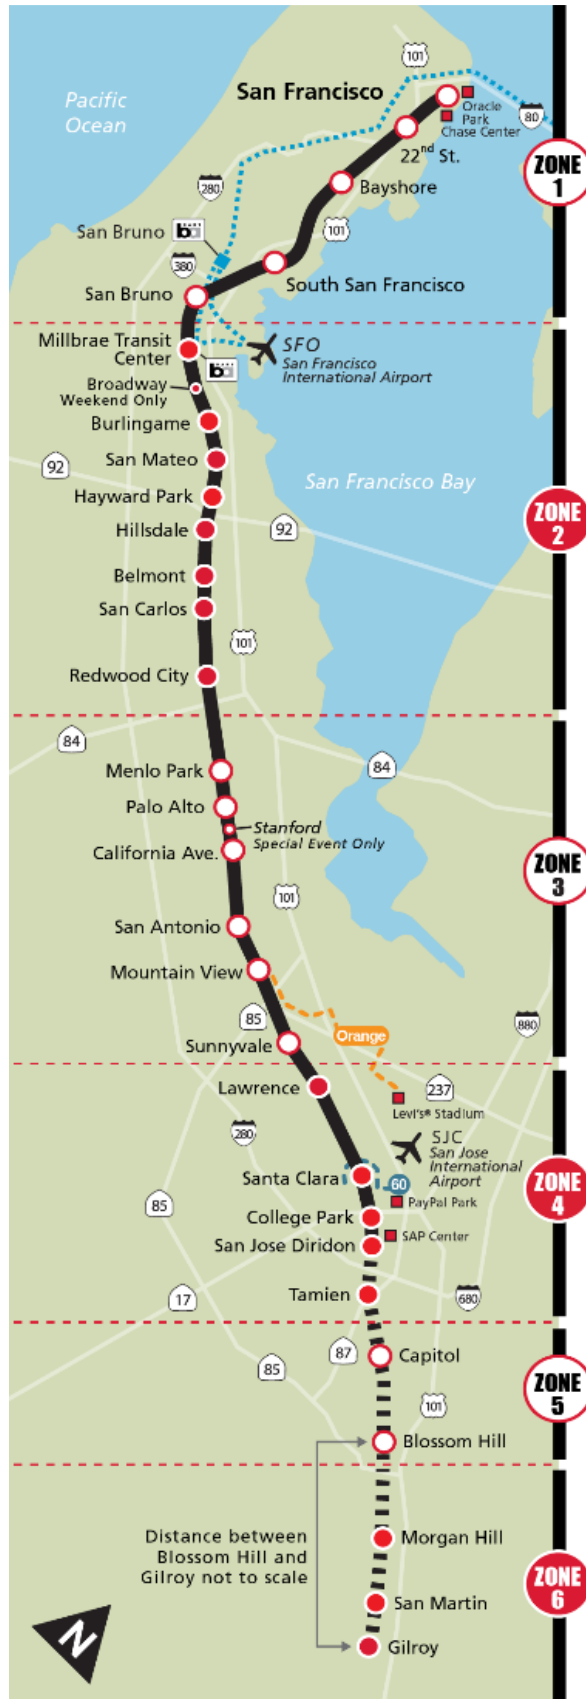 101
Pacific
Ocean
San Francisco
Oracle
Park
Chase Center
80
22nd St.
ZONE
1
280
Bayshore
San Bruno
ba
101
380
South San Francisco
San Bruno
Millbrae Transit
Center
ba
SFO
San Francisco
International Airport
Broadway
Weekend Only
Burlingame
San Mateo
92
San Francisco Bay
Hayward Park
ZONE
2
Hillsdale
92
Belmont
San Carlos
101
Redwood City
84
Menlo Park
84
Palo Alto
Stanford
Special Event Only
California Ave.
ZONE
3
101
San Antonio
Mountain View
85
880
Orange
Sunnyvale
Lawrence
237
Levi's® Stadium
280
SJC
San Jose
International
Airport
Santa Clara
60
ZONE
4
85
PayPal Park
College Park
SAP Center
San Jose Diridon
Tamien
17
680
87
Capitol
85
ZONE
5
101
Blossom Hill
Distance between
Blossom Hill and
Gilroy not to scale
Morgan Hill
ZONE
6
San Martin
N
Gilroy